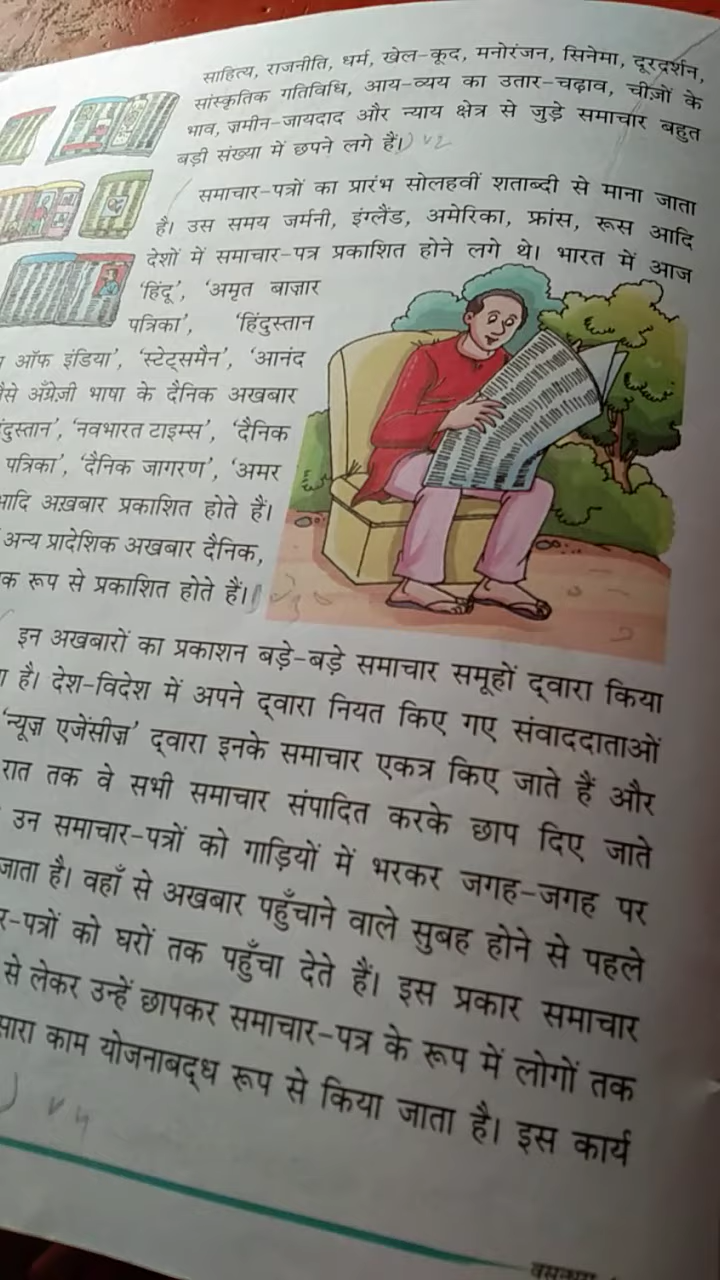 साहित्य, राजनीति, धर्म, खेल-कूद, मनोरंजन, सिनेमा, दूरदर्शन,
सांस्कृतिक गतिविधि, आय-व्यय का उतार-चढ़ाव, चीज़ों के
भाव, ज़मीन-जायदाद और न्याय क्षेत्र से जुड़े समाचार बहुत
बड़ी संख्या में छपने लगे हैं।
समाचार-पत्रों का प्रारंभ सोलहवीं शताब्दी से माना जाता
है। उस समय जर्मनी, इंग्लैंड, अमेरिका, फ्रांस, रूस आदि
देशों में समाचार-पत्र प्रकाशित होने लगे थे। भारत में आज
'हिंदू', 'अमृत बाज़ार
पत्रिका', 'हिंदुस्तान
ऑफ इंडिया', 'स्टेट्समैन', 'आनंद
से अँग्रेज़ी भाषा के दैनिक अखबार
दुस्तान', 'नवभारत टाइम्स', 'दैनिक
पत्रिका', 'दैनिक जागरण', 'अमर
आदि अख़बार प्रकाशित होते हैं।
अन्य प्रादेशिक अखबार दैनिक,
क रूप से प्रकाशित होते हैं।
इन अखबारों का प्रकाशन बड़े-बड़े समाचार समूहों द्वारा किया
है। देश-विदेश में अपने द्वारा नियत किए गए संवाददाताओं
'न्यूज़ एजेंसीज़' द्वारा इनके समाचार एकत्र किए जाते हैं और
रात तक वे सभी समाचार संपादित करके छाप दिए जाते
उन समाचार-पत्रों को गाड़ियों में भरकर जगह-जगह पर
जाता है। वहाँ से अखबार पहुँचाने वाले सुबह होने से पहले
र-पत्रों को घरों तक पहुँचा देते हैं। इस प्रकार समाचार
से लेकर उन्हें छापकर समाचार-पत्र के रूप में लोगों तक
सारा काम योजनाबद्ध रूप से किया जाता है। इस कार्य